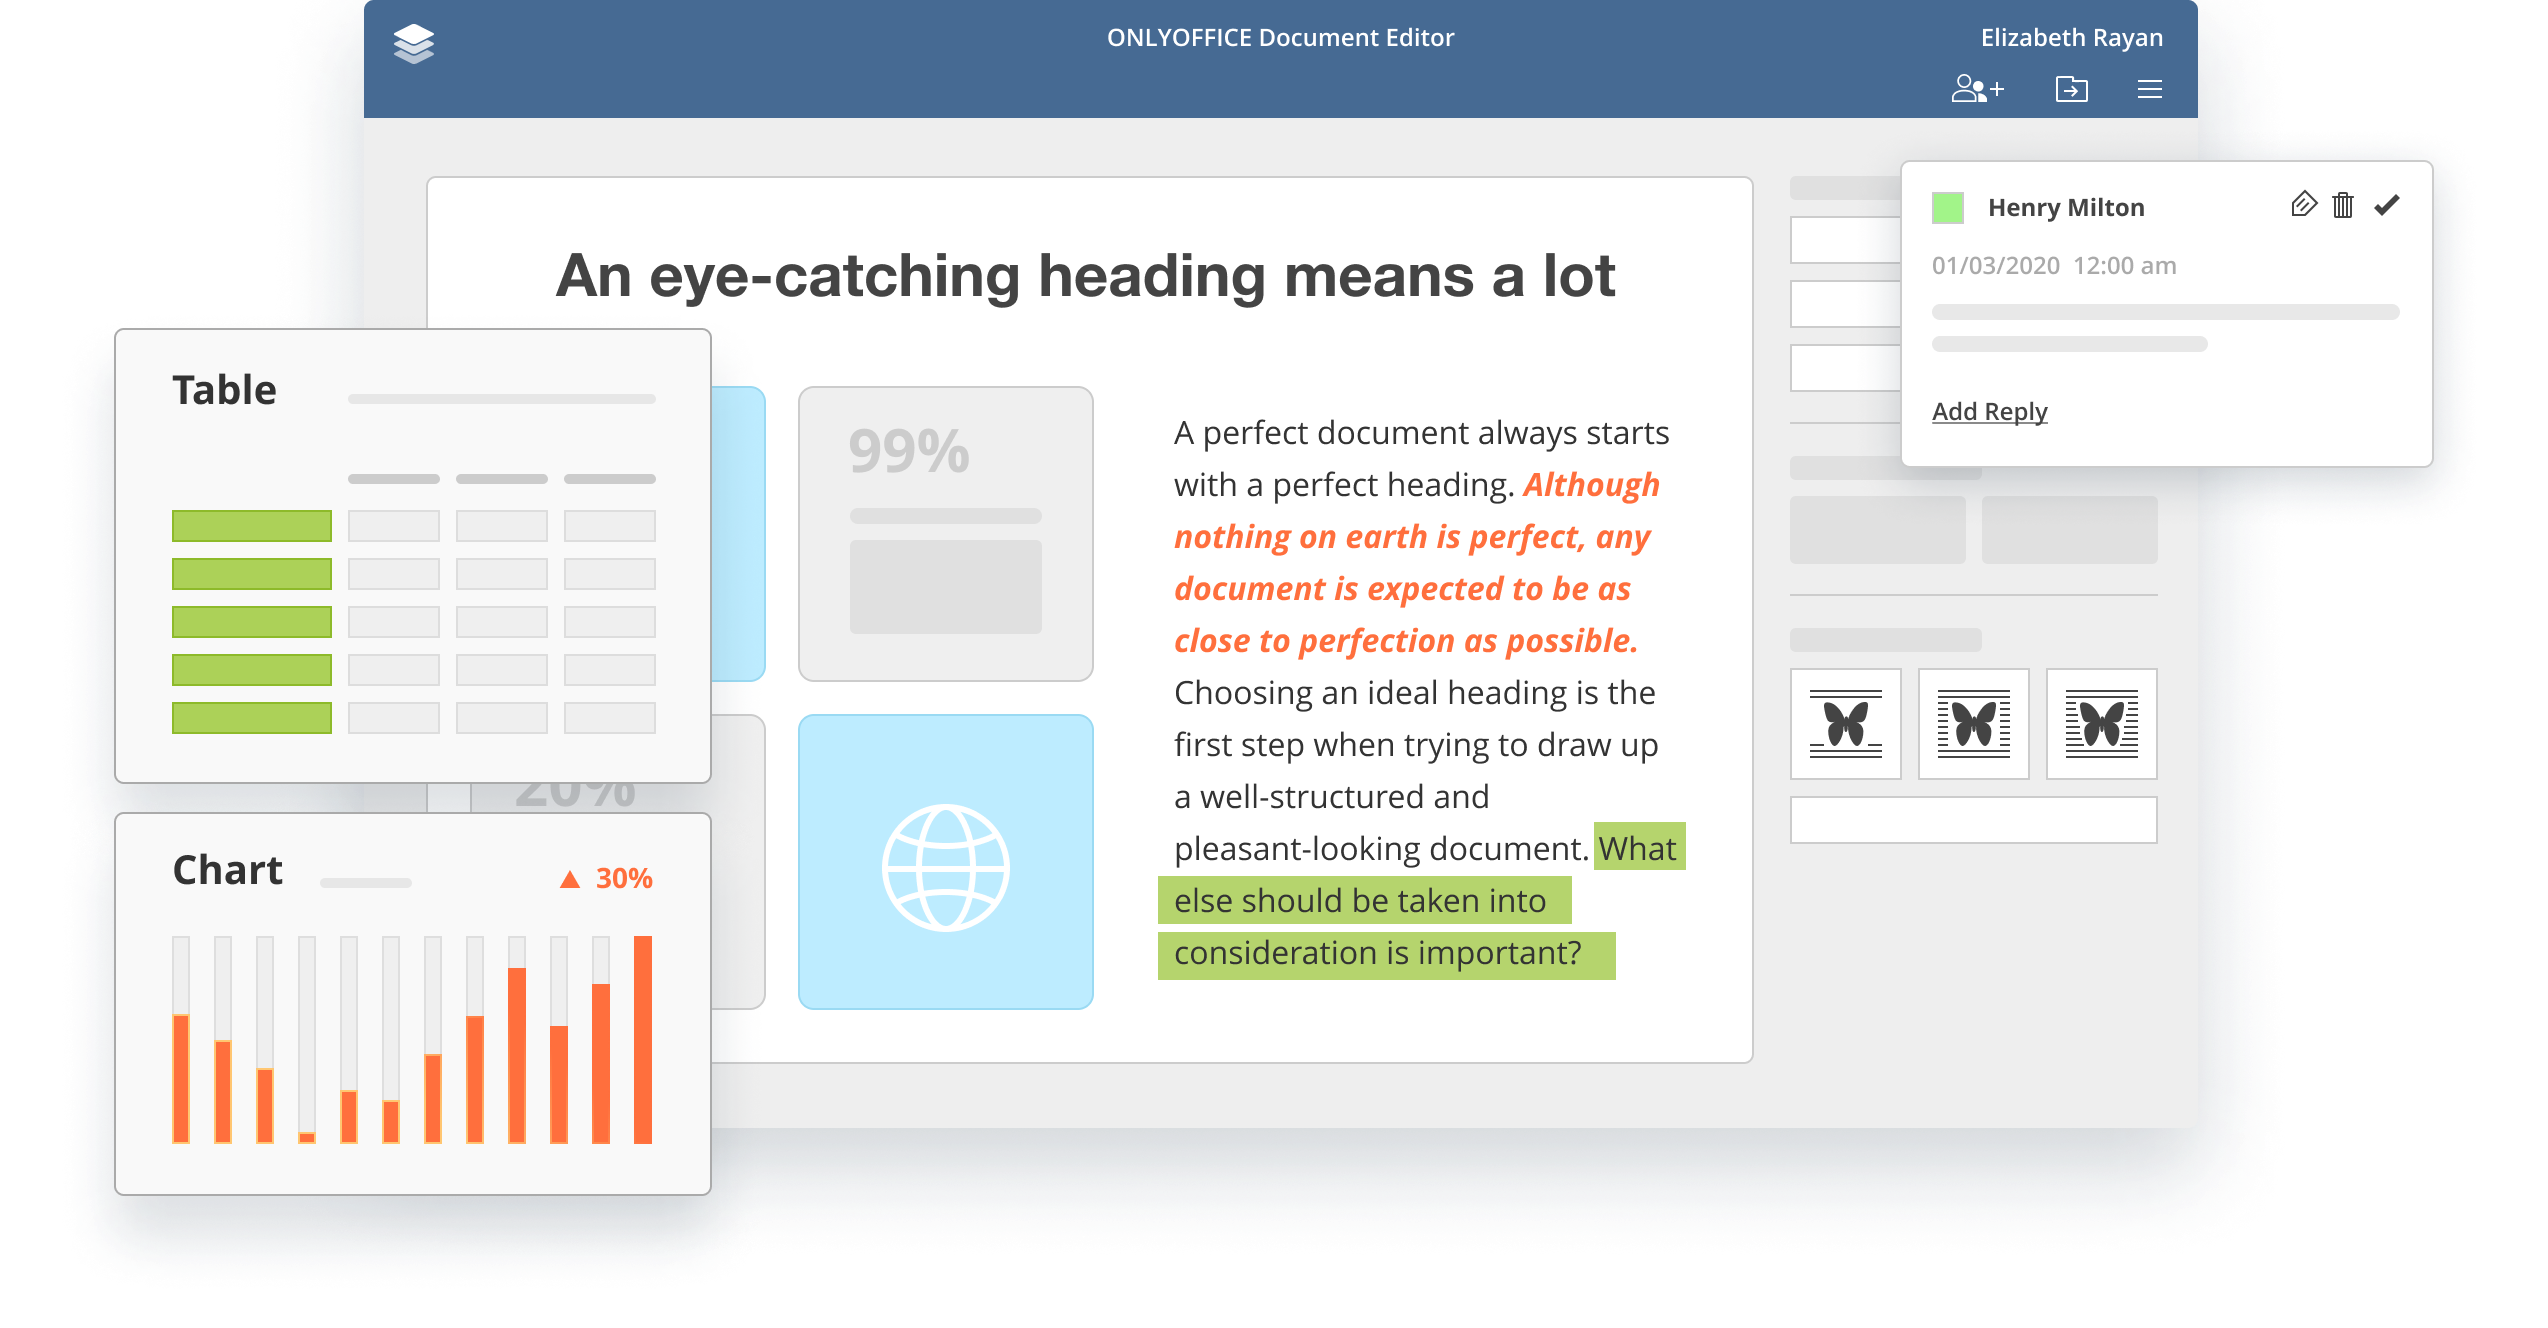 ONLYOFFICE Document Editor
Elizabeth Rayan
Henry Milton
01/03/2020 12:00 am
Add Reply
An eye-catching heading means a lot
Table
99%
20%
Chart
30%
A perfect document always starts
with a perfect heading. Although
nothing on earth is perfect, any
document is expected to be as
close to perfection as possible.
Choosing an ideal heading is the
first step when trying to draw up
a well-structured and
pleasant-looking document. What
else should be taken into
consideration is important?